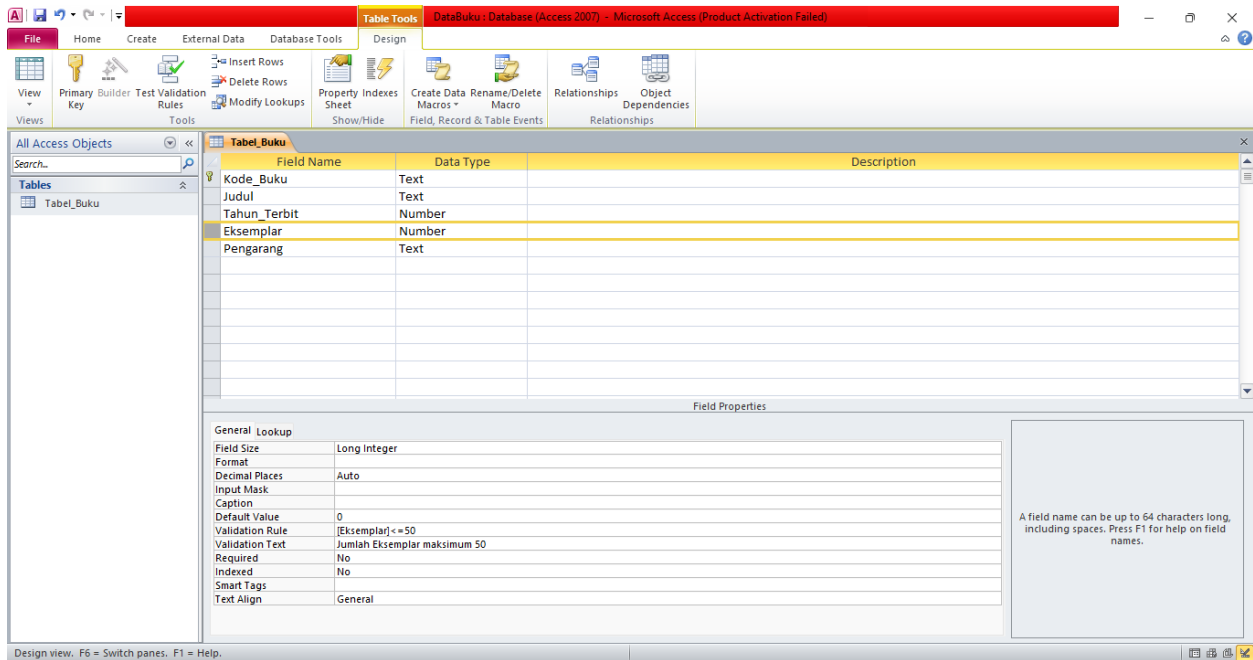 A
Table Tools DataBuku : Database (Access 2007) - Microsoft Access (Product Activation Failed)
File Home Create External Data Database Tools Design
View Primary Key Builder Test Validation Rules Insert Rows Delete Rows Modify Lookups Property Sheet Indexes Create Data Macros Rename/Delete Macro Relationships Object Dependencies
Views Tools Show/Hide Field, Record & Table Events Relationships
All Access Objects Tabel_Buku
Search...
Tables
Tabel_Buku
Field Name Data Type Description
Kode_Buku Text
Judul Text
Tahun_Terbit Number
Eksemplar Number
Pengarang Text
Field Properties
General Lookup
Field Size Long Integer
Format
Decimal Places Auto
Input Mask
Caption
Default Value 0
Validation Rule [Eksemplar]<=50
Validation Text Jumlah Eksemplar maksimum 50
Required No
Indexed No
Smart Tags
Text Align General
A field name can be up to 64 characters long,
including spaces. Press F1 for help on field
names.
Design view. F6 = Switch panes. F1 = Help.